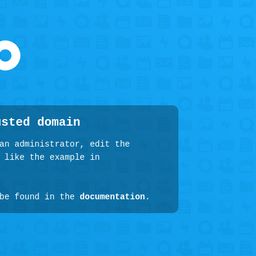 usted domain
an administrator, edit the
like the example in
be found in the documentation.